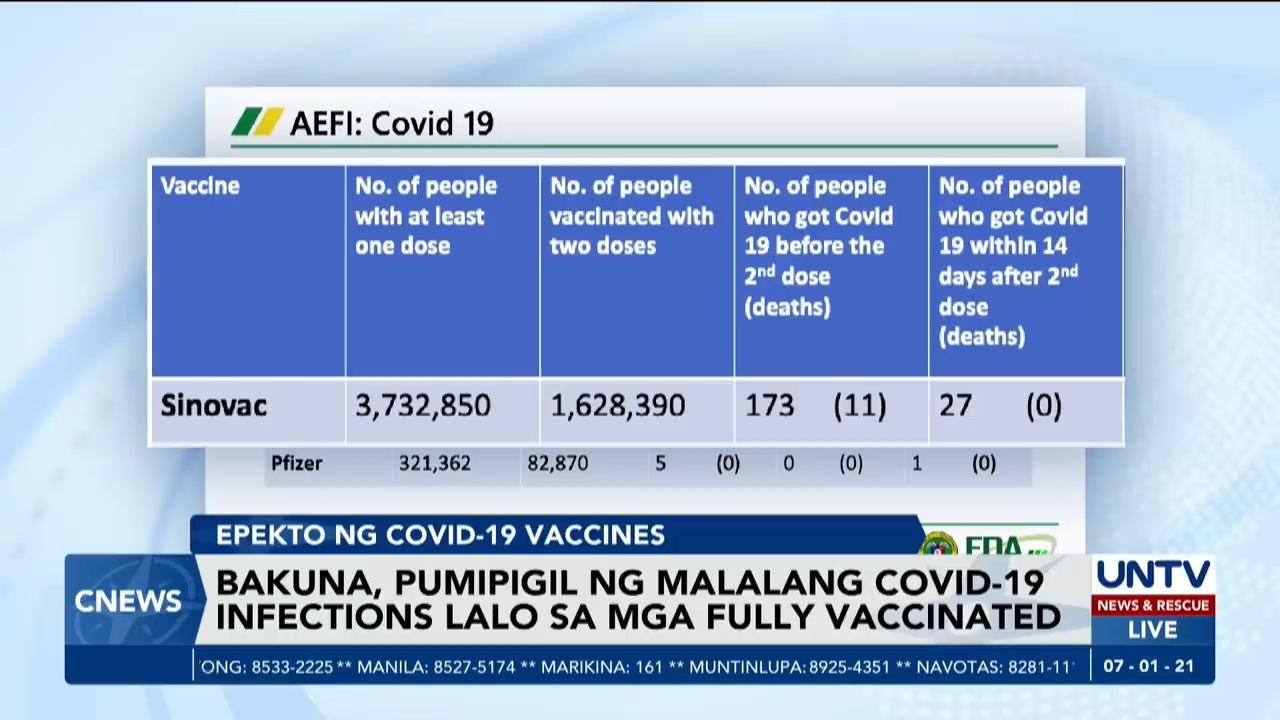 AEFI: Covid 19
Vaccine
No. of people
with at least
one dose
No. of people
vaccinated with
two doses
No. of people
who got Covid
19 before the
2nd dose
(deaths)
No. of people
who got Covid
19 within 14
days after 2nd
dose
(deaths)
Sinovac 3,732,850 1,628,390 173 (11) 27 (0)
Pfizer 321,362 82,870 5 (0) 0 (0) 1 (0)
FDA
EPEKTO NG COVID-19 VACCINES
CNEWS
BAKUNA, PUMIPIGIL NG MALALANG COVID-19
INFECTIONS LALO SA MGA FULLY VACCINATED
UNTV
NEWS & RESCUE
LIVE
ONG: 8533-2225 ** MANILA: 8527-5174 ** MARIKINA: 161 ** MUNTINLUPA: 8925-4351 ** NAVOTAS: 8281-11
07 - 01 - 21